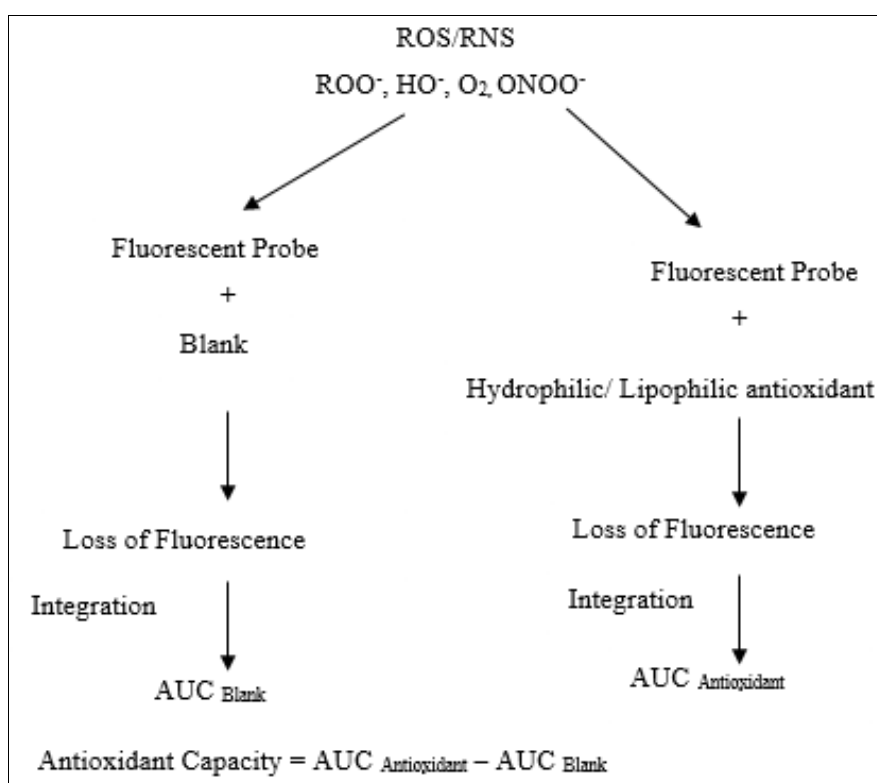 ROS/RNS
ROO⁻, HO⁻, O₂, ONOO⁻
Fluorescent Probe
+
Blank
Fluorescent Probe
+
Hydrophilic/ Lipophilic antioxidant
Loss of Fluorescence
Loss of Fluorescence
Integration
Integration
AUC Blank
AUC Antioxidant
Antioxidant Capacity = AUC Antioxidant – AUC Blank